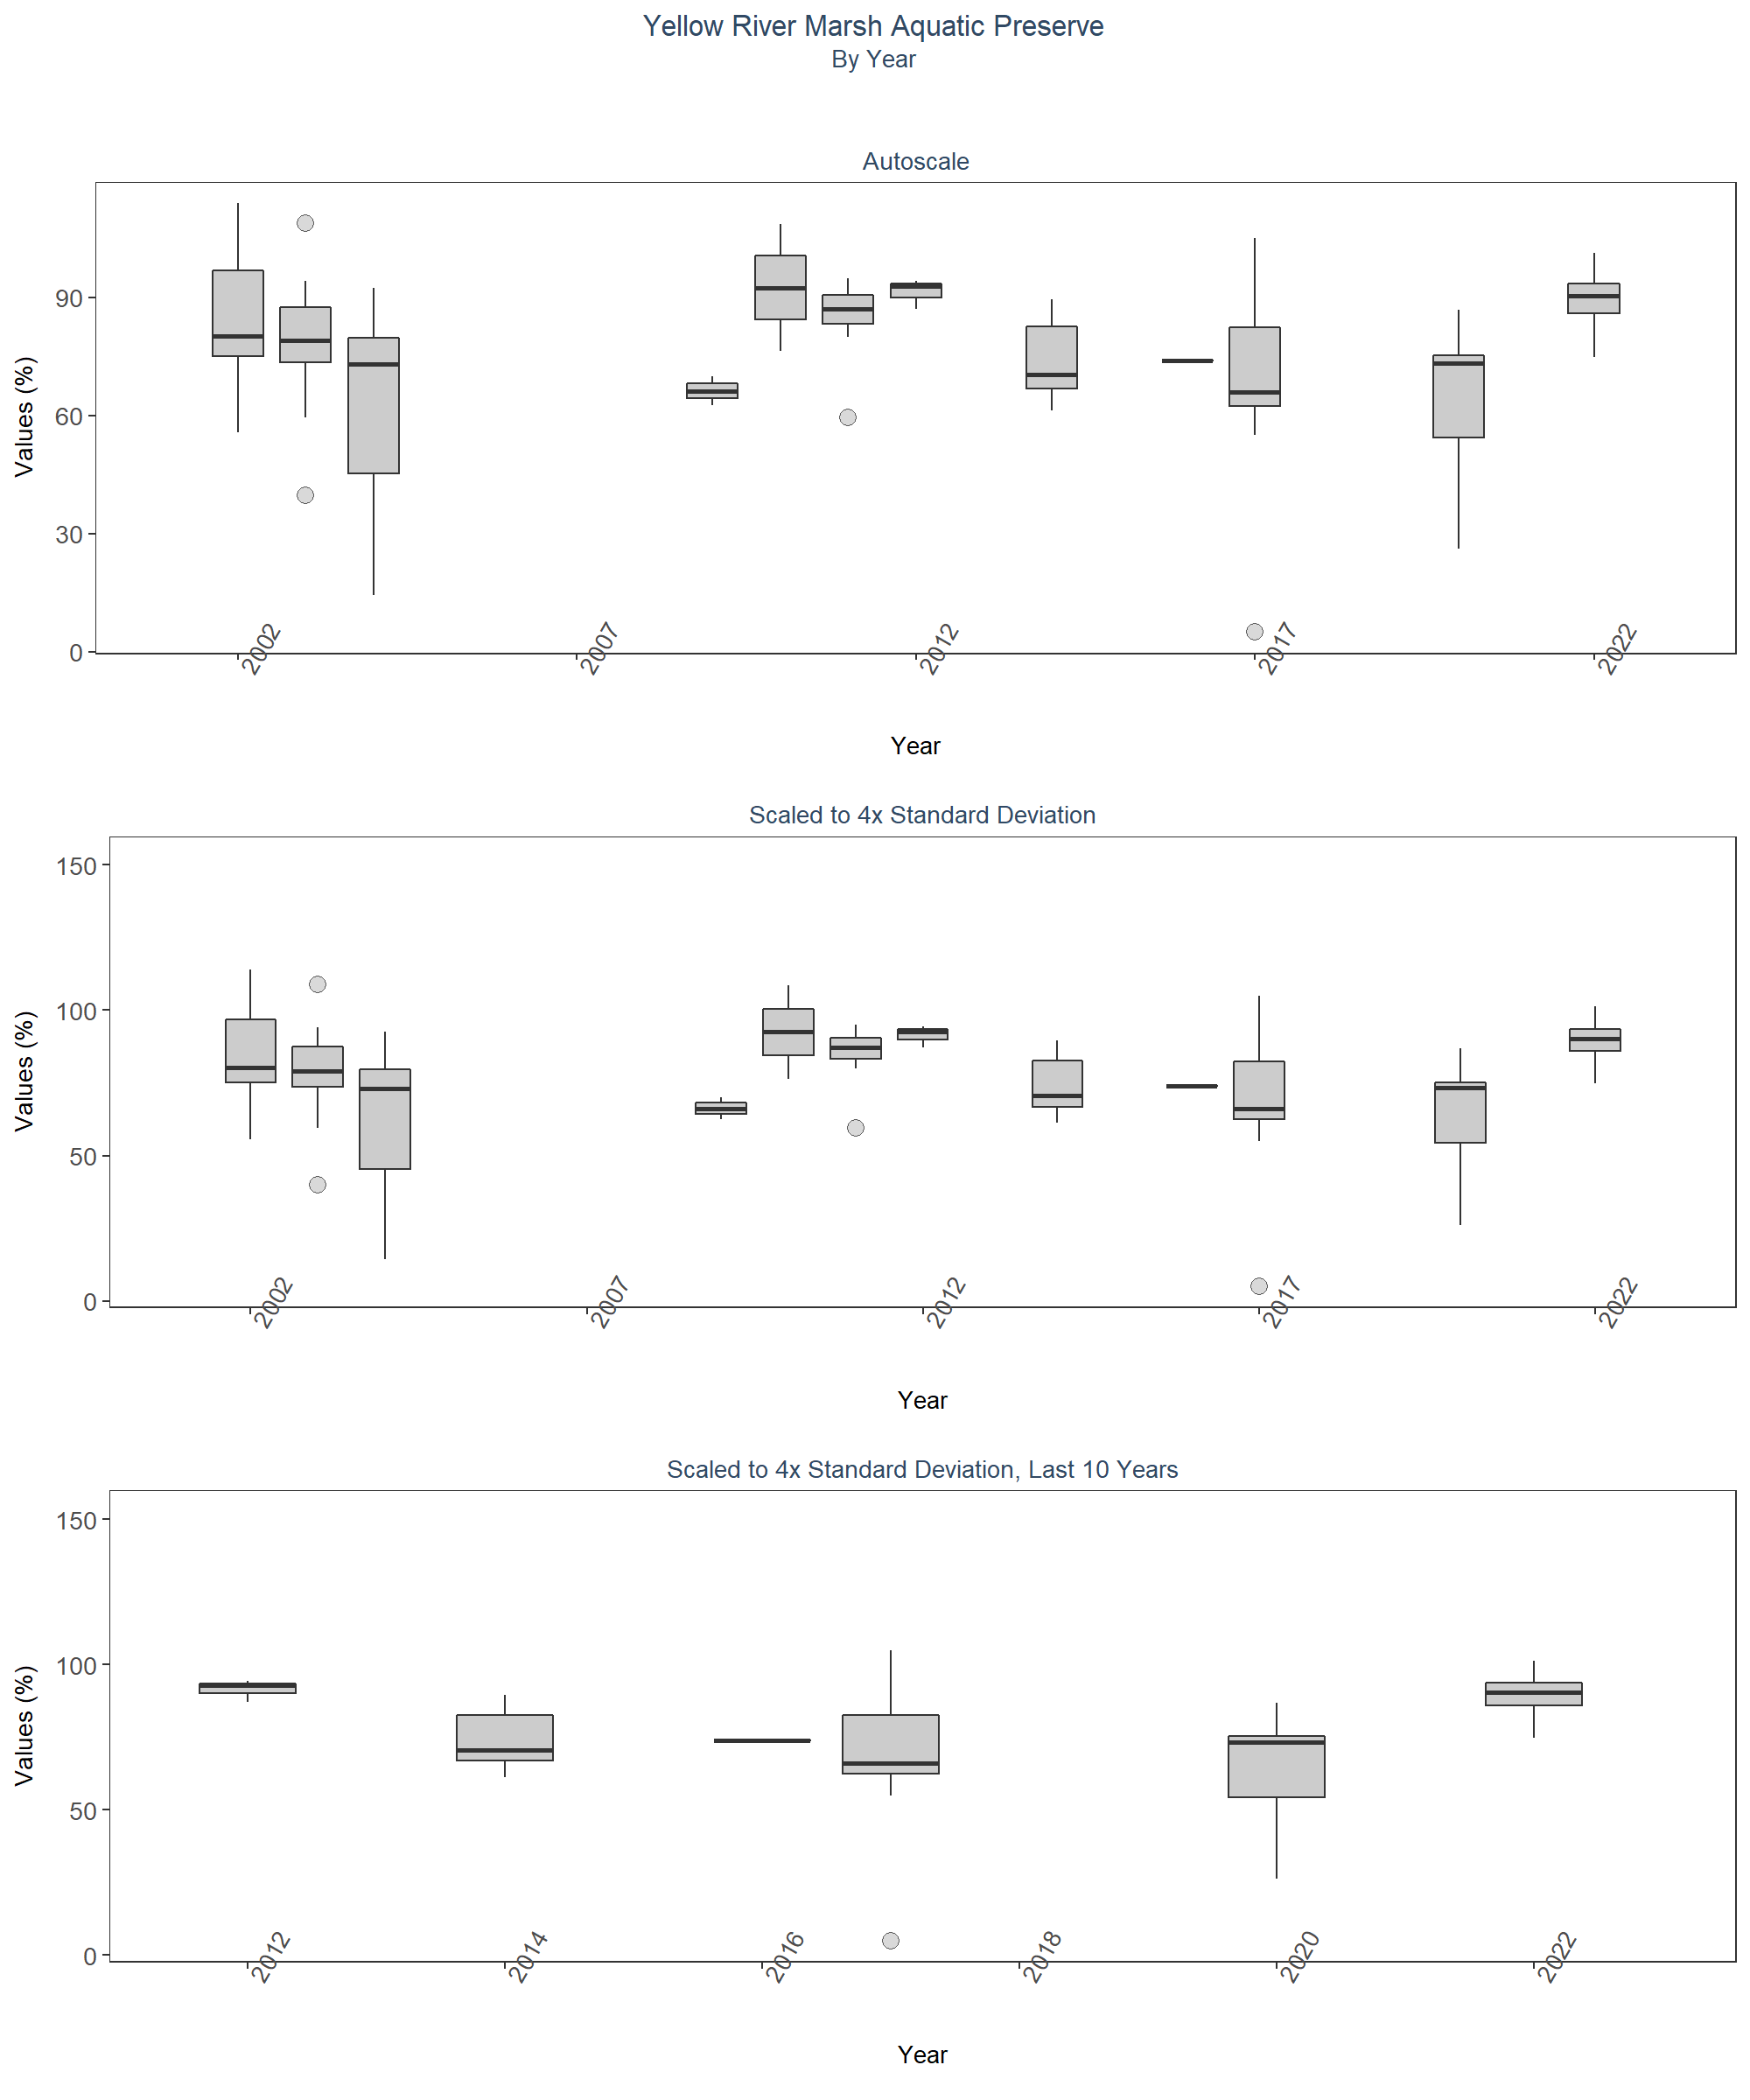 Yellow River Marsh Aquatic Preserve
By Year
Autoscale
Values (%)
90
60
30
0
2002 2007 2012 2017 2022
Year
Scaled to 4x Standard Deviation
Values (%)
150
100
50
0
2002 2007 2012 2017 2022
Year
Scaled to 4x Standard Deviation, Last 10 Years
Values (%)
150
100
50
0
2012 2014 2016 2018 2020 2022
Year